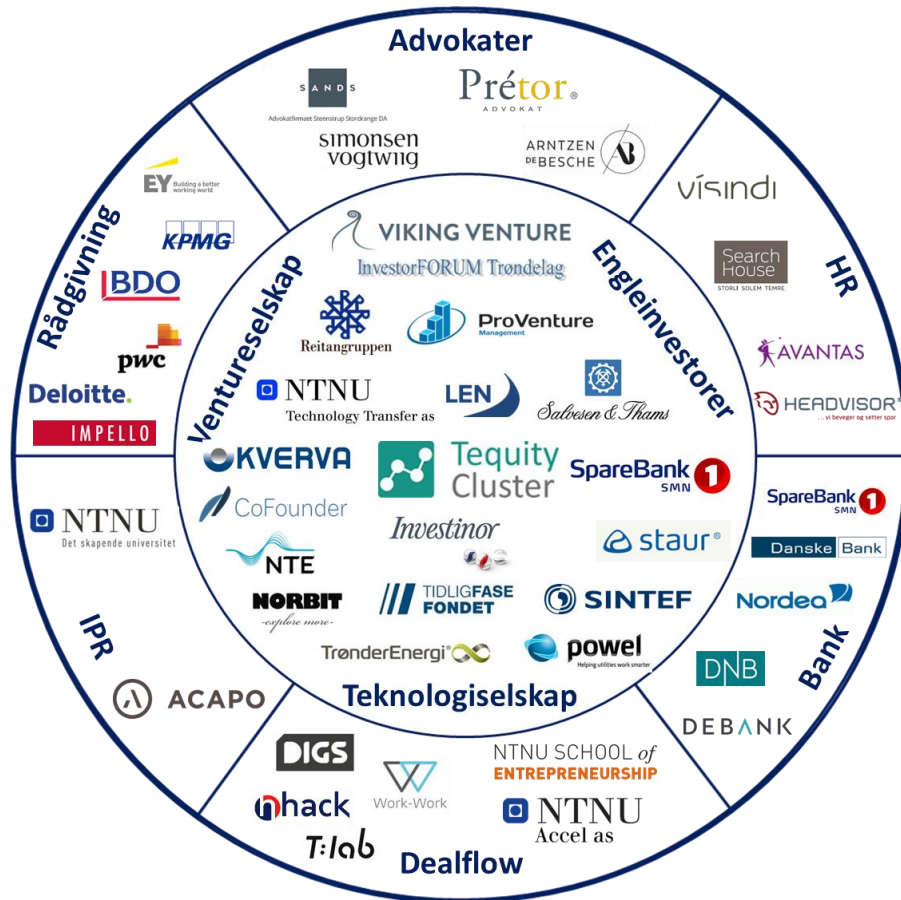 Advokater
SANDS
Advokatfirmaet Steenstrup Stordrange DA
Prétor®
ADVOKAT
simonsen
vogtwiig
ARNTZEN
DE BESCHE
AB
Rådgivning
EY Building a better
working world
KPMG
BDO
pwc
Deloitte.
IMPELLO
HR
vísindi
Search
House
STORLI SOLEM TEMRE
AVANTAS
HEADVISOR®
...vi beveger og setter spor
Ventureselskap
Engleinvestorer
VIKING VENTURE
InvestorFORUM Trøndelag
Reitangruppen
ProVenture
Management
NTNU
Technology Transfer as
LEN
Salvesen & Thams
KVERVA
Tequity
Cluster
SpareBank 1
SMN
CoFounder
Investinor
staur®
NTE
NORBIT
-explore more-
TIDLIGFASE
FONDET
SINTEF
TrønderEnergi®
powel
Helping utilities work smarter
Teknologiselskap
IPR
NTNU
Det skapende universitet
ACAPO
Bank
SpareBank 1
SMN
Danske Bank
Nordea
DNB
DEBANK
Dealflow
DIGS
Work-Work
NTNU SCHOOL of
ENTREPRENEURSHIP
nhack
NTNU
Accel as
T:lab